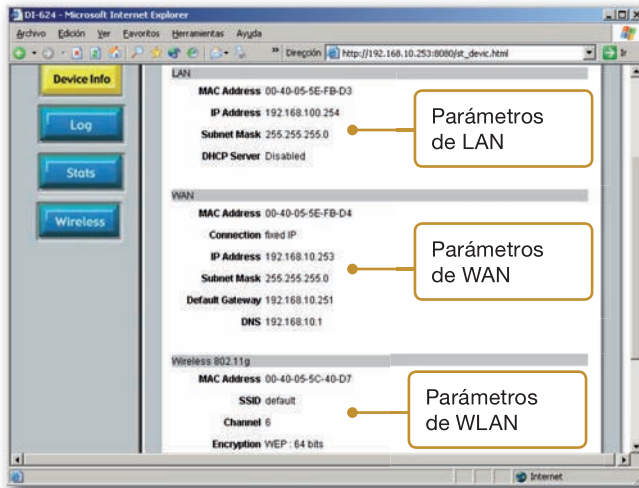 DI-624 - Microsoft Internet Explorer
Archivo Edición Ver Favoritos Herramientas Ayuda
» Dirección http://192.168.10.253:8080/st_devic.html Ir
Device Info
Log
Stats
Wireless
LAN
MAC Address 00-40-05-5E-FB-D3
IP Address 192.168.100.254
Subnet Mask 255.255.255.0
DHCP Server Disabled
Parámetros
de LAN
WAN
MAC Address 00-40-05-5E-FB-D4
Connection fixed IP
IP Address 192.168.10.253
Subnet Mask 255.255.255.0
Default Gateway 192.168.10.251
DNS 192.168.10.1
Parámetros
de WAN
Wireless 802.11g
MAC Address 00-40-05-5C-40-D7
SSID default
Channel 6
Encryption WEP : 64 bits
Parámetros
de WLAN
Internet